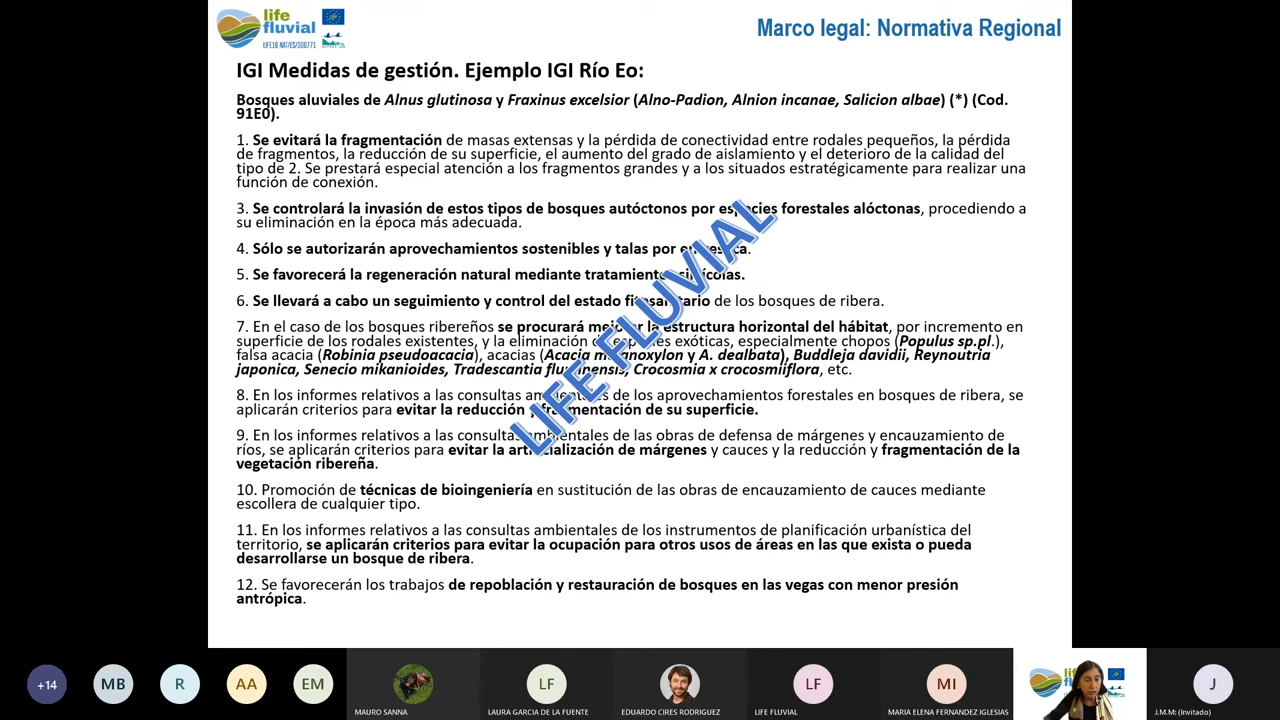 life
fluvial
LIFE16 NAT/ES/000771
Marco legal: Normativa Regional
IGI Medidas de gestión. Ejemplo IGI Río Eo:
Bosques aluviales de Alnus glutinosa y Fraxinus excelsior (Alno-Padion, Alnion incanae, Salicion albae) (*) (Cod.
91E0).
1. Se evitará la fragmentación de masas extensas y la pérdida de conectividad entre rodales pequeños, la pérdida
de fragmentos, la reducción de su superficie, el aumento del grado de aislamiento y el deterioro de la calidad del
tipo de 2. Se prestará especial atención a los fragmentos grandes y a los situados estratégicamente para realizar una
función de conexión.
3. Se controlará la invasión de estos tipos de bosques autóctonos por especies forestales alóctonas, procediendo a
su eliminación en la época más adecuada.
4. Sólo se autorizarán aprovechamientos sostenibles y talas por entresaca.
5. Se favorecerá la regeneración natural mediante tratamientos silvícolas.
6. Se llevará a cabo un seguimiento y control del estado fitosanitario de los bosques de ribera.
7. En el caso de los bosques ribereños se procurará mejorar la estructura horizontal del hábitat, por incremento en
superficie de los rodales existentes, y la eliminación de especies exóticas, especialmente chopos (Populus sp.pl.),
falsa acacia (Robinia pseudoacacia), acacias (Acacia melanoxylon y A. dealbata), Buddleja davidii, Reynoutria
japonica, Senecio mikanioides, Tradescantia fluminensis, Crocosmia x crocosmiiflora, etc.
8. En los informes relativos a las consultas ambientales de los aprovechamientos forestales en bosques de ribera, se
aplicarán criterios para evitar la reducción y fragmentación de su superficie.
9. En los informes relativos a las consultas ambientales de las obras de defensa de márgenes y encauzamiento de
ríos, se aplicarán criterios para evitar la artificialización de márgenes y cauces y la reducción y fragmentación de la
vegetación ribereña.
10. Promoción de técnicas de bioingeniería en sustitución de las obras de encauzamiento de cauces mediante
escollera de cualquier tipo.
11. En los informes relativos a las consultas ambientales de los instrumentos de planificación urbanística del
territorio, se aplicarán criterios para evitar la ocupación para otros usos de áreas en las que exista o pueda
desarrollarse un bosque de ribera.
12. Se favorecerán los trabajos de repoblación y restauración de bosques en las vegas con menor presión
antrópica.
LIFE FLUVIAL
+14
MB
R
AA
EM
MAURO SANNA
LF
LAURA GARCIA DE LA FUENTE
EDUARDO CIRES RODRIGUEZ
LF
LIFE FLUVIAL
MI
MARIA ELENA FERNANDEZ IGLESIAS
life
J
J.M.M: (Invitado)